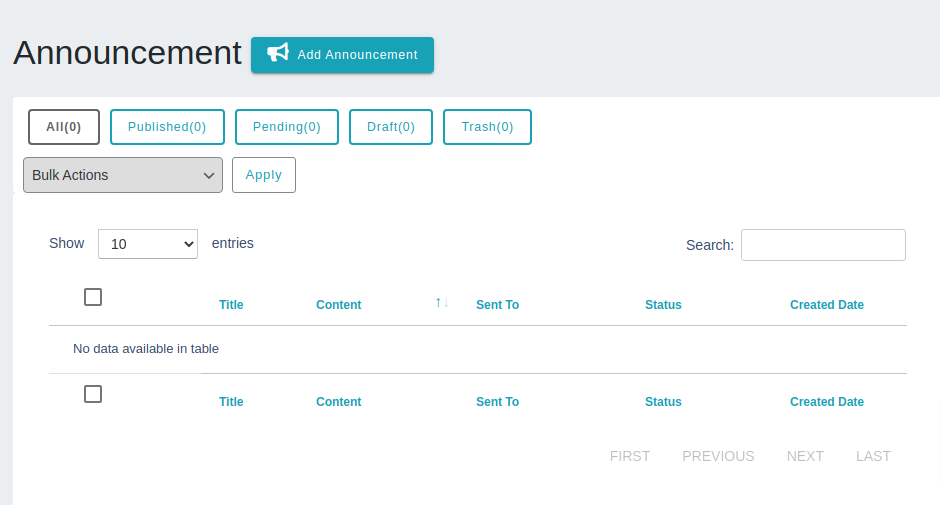 Announcement Add Announcement
All(0) Published(0) Pending(0) Draft(0) Trash(0)
Bulk Actions Apply
Show 10 entries Search:
Title Content ↑↓ Sent To Status Created Date
No data available in table
Title Content Sent To Status Created Date
FIRST PREVIOUS NEXT LAST